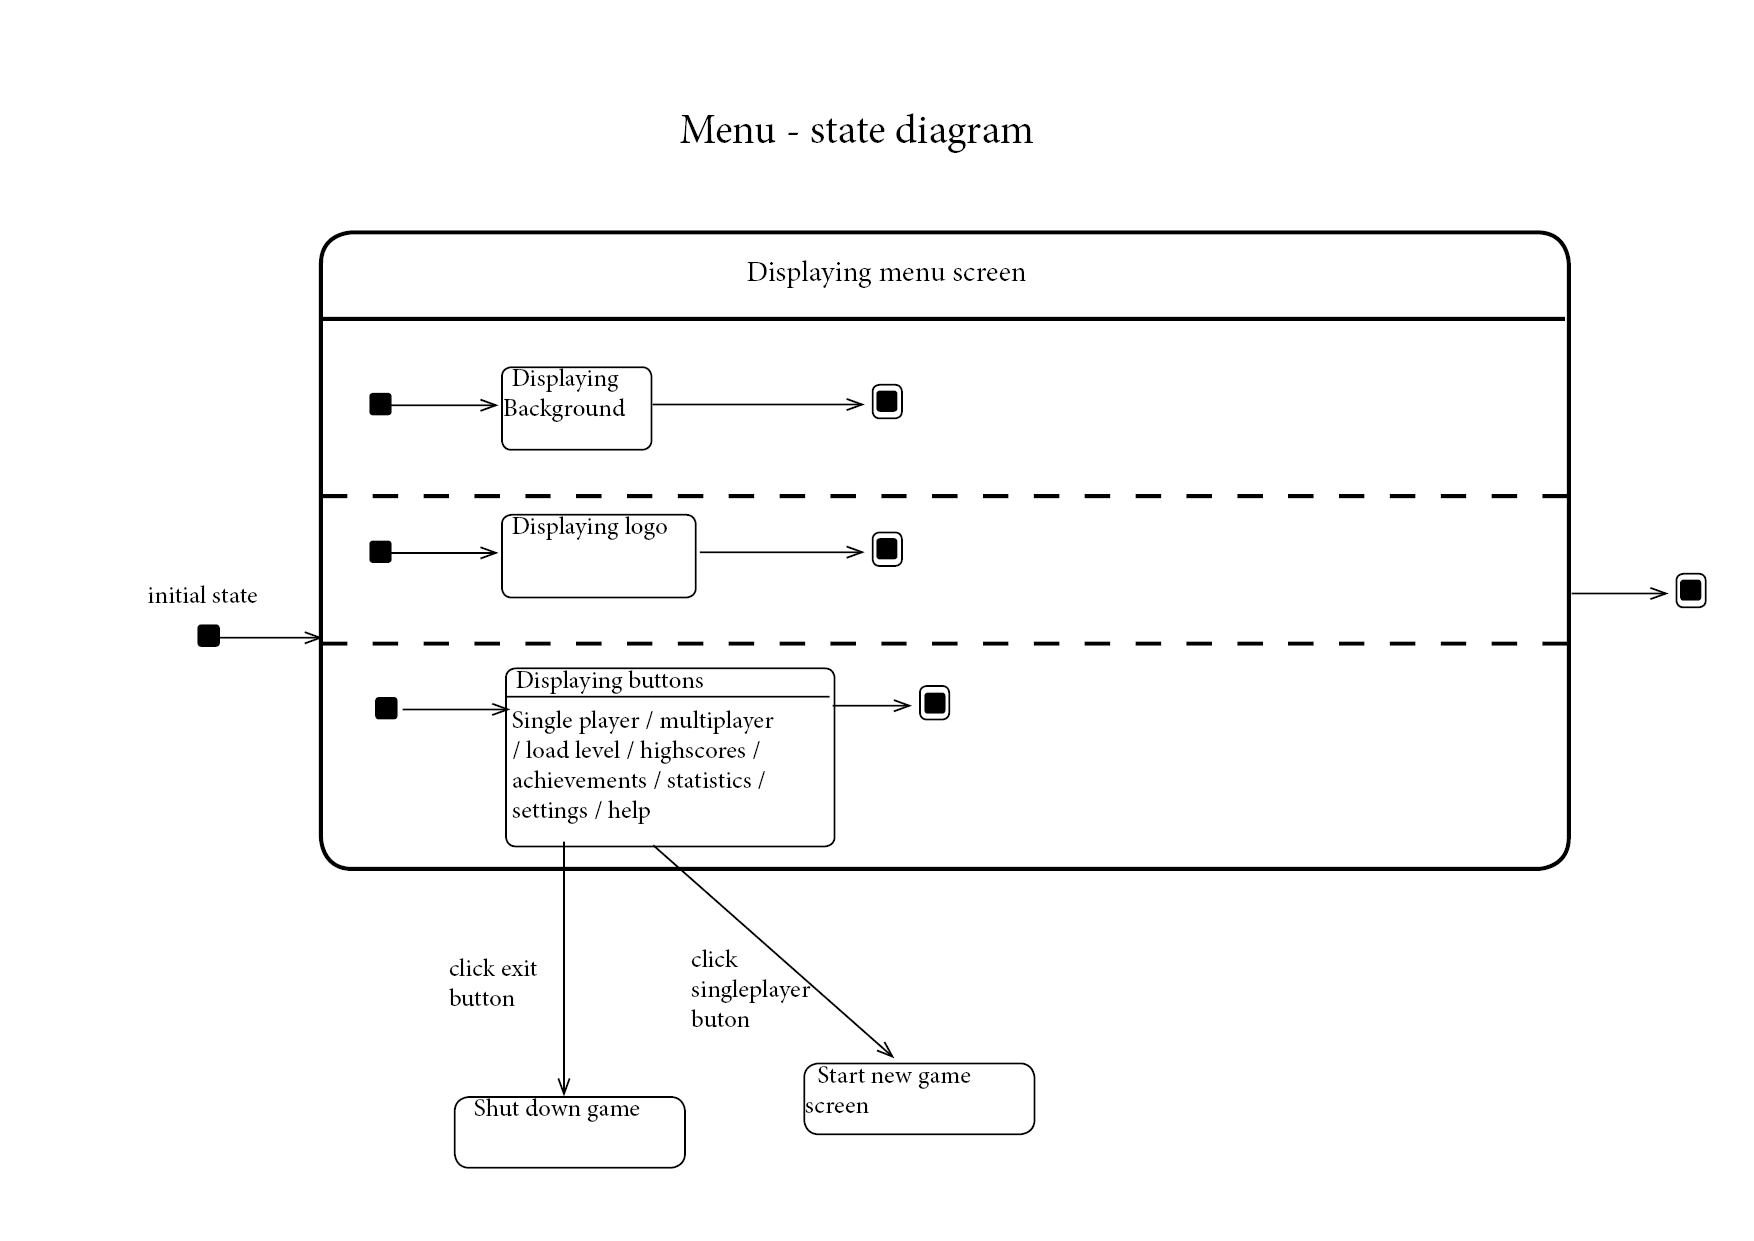 Menu - state diagram
Displaying menu screen
Displaying
Background
Displaying logo
initial state
Displaying buttons
Single player / multiplayer
/ load level / highscores /
achievements / statistics /
settings / help
click exit
button
click
singleplayer
buton
Start new game
screen
Shut down game